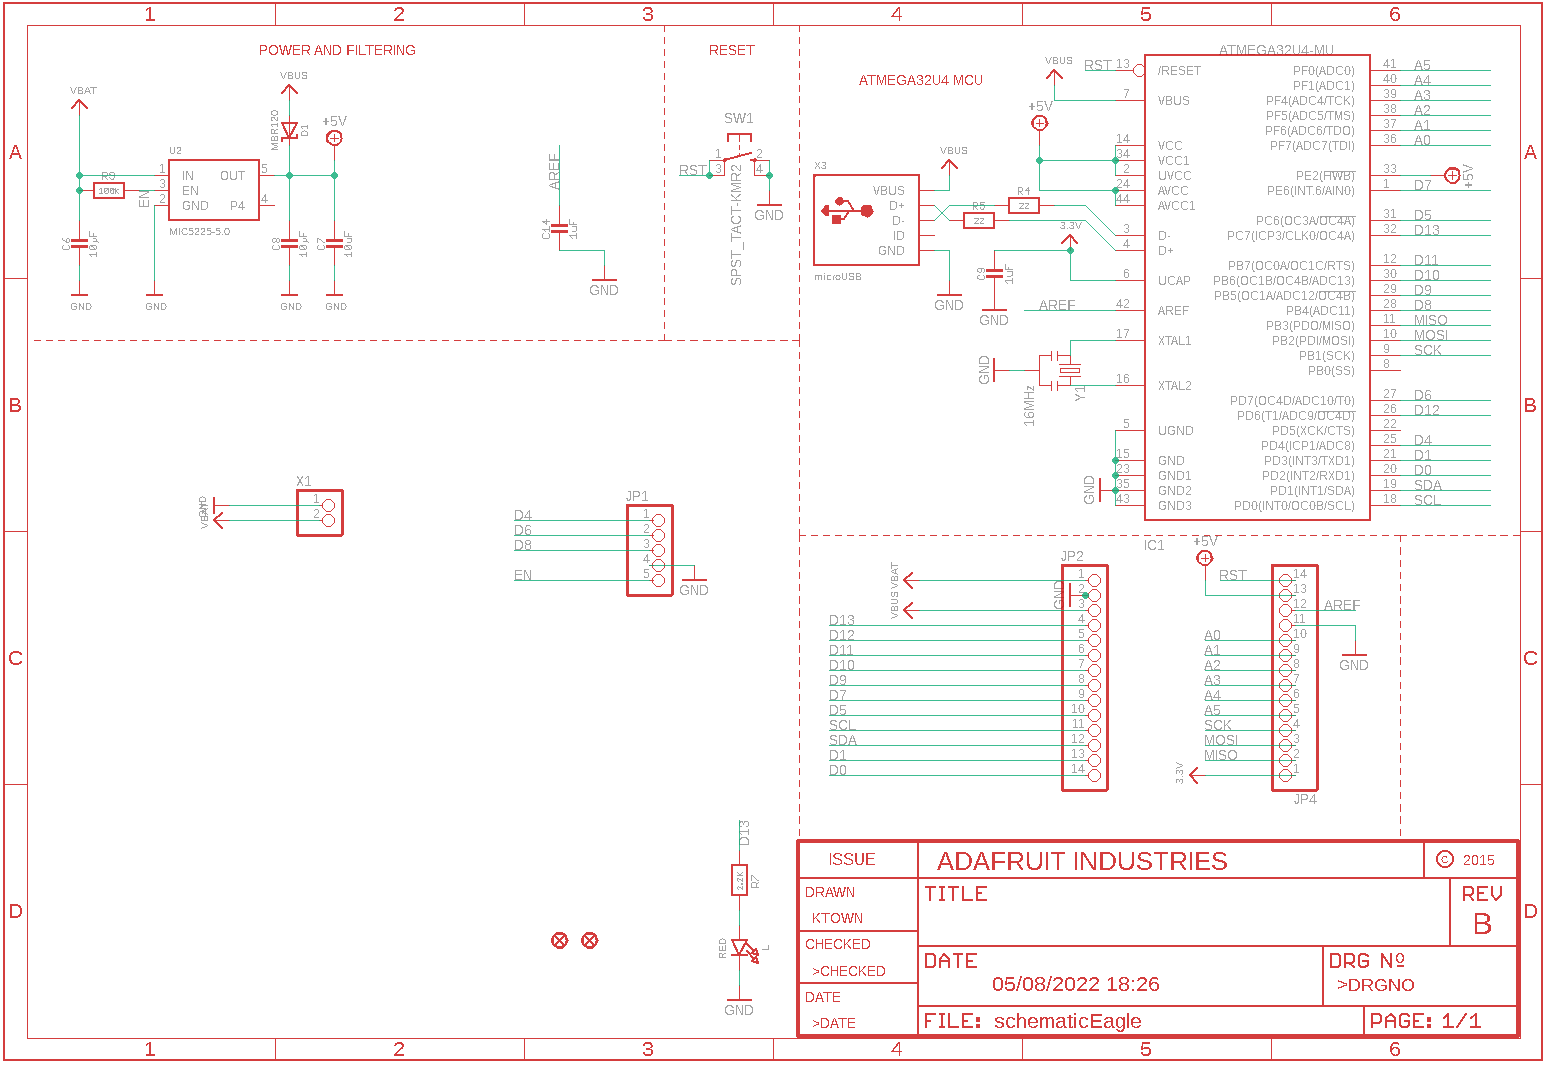 1 2 3 4 5 6
A
B
C
D
POWER AND FILTERING
VBAT
VBUS
MBR120
D1
+5V
U2
R9
100k
EN
1 IN OUT 5
3 EN
2 GND P4 4
MIC5225-5.0
C6
10µF
C8
10µF
C7
10uF
GND
GND
GND
GND
AREF
C14
1uF
GND
RESET
SW1
RST
1 2
3 4
SPST_TACT-KMR2
GND
ATMEGA32U4 MCU
X3
VBUS
D+
D-
ID
GND
microUSB
VBUS
R5
22
R4
22
GND
3.3V
C9
1uF
GND
AREF
GND
16MHz
Y1
+5V
VBUS
RST
GND
ATMEGA32U4-MU
13 /RESET
7 VBUS
14 VCC
34 VCC1
2 UVCC
24 AVCC
44 AVCC1
3 D-
4 D+
6 UCAP
42 AREF
17 XTAL1
16 XTAL2
5 UGND
15 GND
23 GND1
35 GND2
43 GND3
PF0(ADC0) 41 A5
PF1(ADC1) 40 A4
PF4(ADC4/TCK) 39 A3
PF5(ADC5/TMS) 38 A2
PF6(ADC6/TDO) 37 A1
PF7(ADC7(TDI) 36 A0
PE2(HWB) 33 +5V
PE6(INT.6/AIN0) 1 D7
PC6(OC3A/OC4A) 31 D5
PC7(ICP3/CLK0/OC4A) 32 D13
PB7(OC0A/OC1C/RTS) 12 D11
PB6(OC1B/OC4B/ADC13) 30 D10
PB5(OC1A/ADC12/OC4B) 29 D9
PB4(ADC11) 28 D8
PB3(PDO/MISO) 11 MISO
PB2(PDI/MOSI) 10 MOSI
PB1(SCK) 9 SCK
PB0(SS) 8
PD7(OC4D/ADC10/T0) 27 D6
PD6(T1/ADC9/OC4D) 26 D12
PD5(XCK/CTS) 22
PD4(ICP1/ADC8) 25 D4
PD3(INT3/TXD1) 21 D1
PD2(INT2/RXD1) 20 D0
PD1(INT1/SDA) 19 SDA
PD0(INT0/OC0B/SCL) 18 SCL
IC1
X1
GND 1
VBAT 2
JP1
D4 1
D6 2
D8 3
4
EN 5
GND
JP2
VBAT 1
GND 2
VBUS 3
D13 4
D12 5
D11 6
D10 7
D9 8
D7 9
D5 10
SCL 11
SDA 12
D1 13
D0 14
+5V
RST 14
13
12 AREF
11
A0 10
A1 9
A2 8
A3 7
A4 6
A5 5
SCK 4
MOSI 3
MISO 2
3.3V 1
GND
JP4
D13
2.2K
R7
RED
L
GND
ISSUE ADAFRUIT INDUSTRIES © 2015
DRAWN
KTOWN
TITLE
REV
B
CHECKED
>CHECKED
DATE
05/08/2022 18:26
DRG Nº
>DRGNO
DATE
>DATE
FILE: schematicEagle
PAGE: 1/1
A
B
C
D
1 2 3 4 5 6